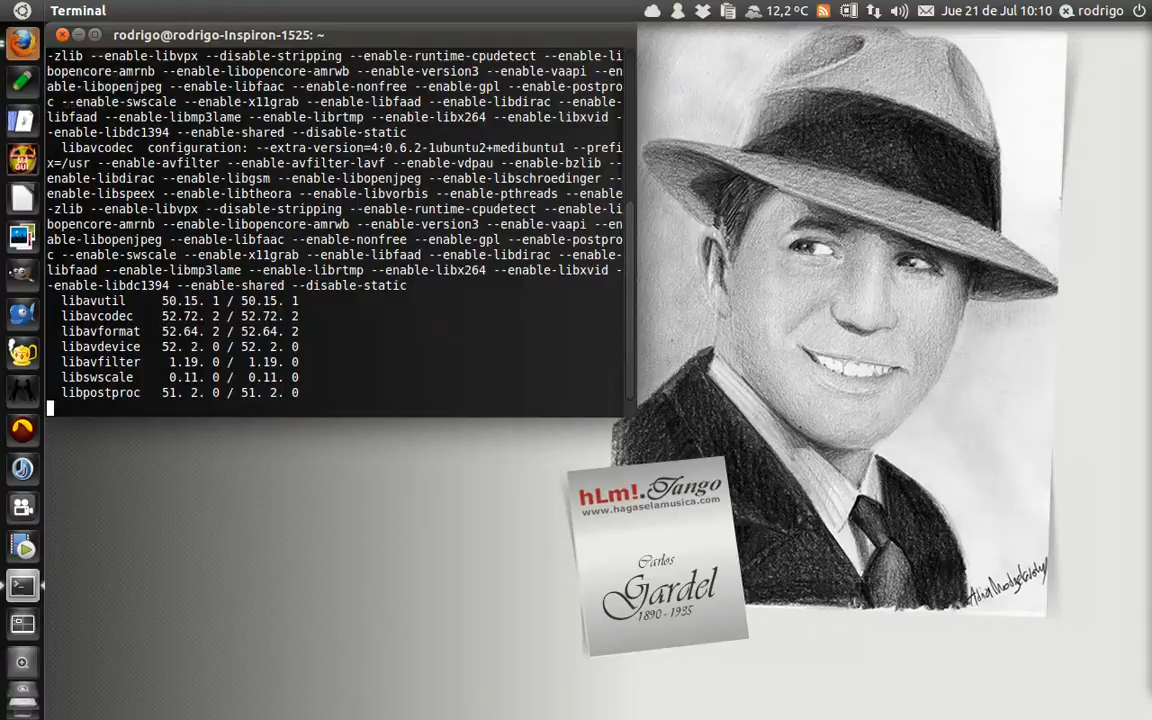 Terminal
12,2 °C
Jue 21 de Jul 10:10
rodrigo
rodrigo@rodrigo-Inspiron-1525: ~
-zlib --enable-libvpx --disable-stripping --enable-runtime-cpudetect --enable-li
bopencore-amrnb --enable-libopencore-amrwb --enable-version3 --enable-vaapi --en
able-libopenjpeg --enable-libfaac --enable-nonfree --enable-gpl --enable-postpro
c --enable-swscale --enable-x11grab --enable-libfaad --enable-libdirac --enable-
libfaad --enable-libmp3lame --enable-librtmp --enable-libx264 --enable-libxvid -
-enable-libdc1394 --enable-shared --disable-static
libavcodec configuration: --extra-version=4:0.6.2-1ubuntu2+medibuntu1 --prefi
x=/usr --enable-avfilter --enable-avfilter-lavf --enable-vdpau --enable-bzlib --
enable-libdirac --enable-libgsm --enable-libopenjpeg --enable-libschroedinger --
enable-libspeex --enable-libtheora --enable-libvorbis --enable-pthreads --enable
-zlib --enable-libvpx --disable-stripping --enable-runtime-cpudetect --enable-li
bopencore-amrnb --enable-libopencore-amrwb --enable-version3 --enable-vaapi --en
able-libopenjpeg --enable-libfaac --enable-nonfree --enable-gpl --enable-postpro
c --enable-swscale --enable-x11grab --enable-libfaad --enable-libdirac --enable-
libfaad --enable-libmp3lame --enable-librtmp --enable-libx264 --enable-libxvid -
-enable-libdc1394 --enable-shared --disable-static
libavutil 50.15. 1 / 50.15. 1
libavcodec 52.72. 2 / 52.72. 2
libavformat 52.64. 2 / 52.64. 2
libavdevice 52. 2. 0 / 52. 2. 0
libavfilter 1.19. 0 / 1.19. 0
libswscale 0.11. 0 / 0.11. 0
libpostproc 51. 2. 0 / 51. 2. 0
hLm!.Tango
www.hagaselamusica.com
Carlos
Gardel
1890 - 1935